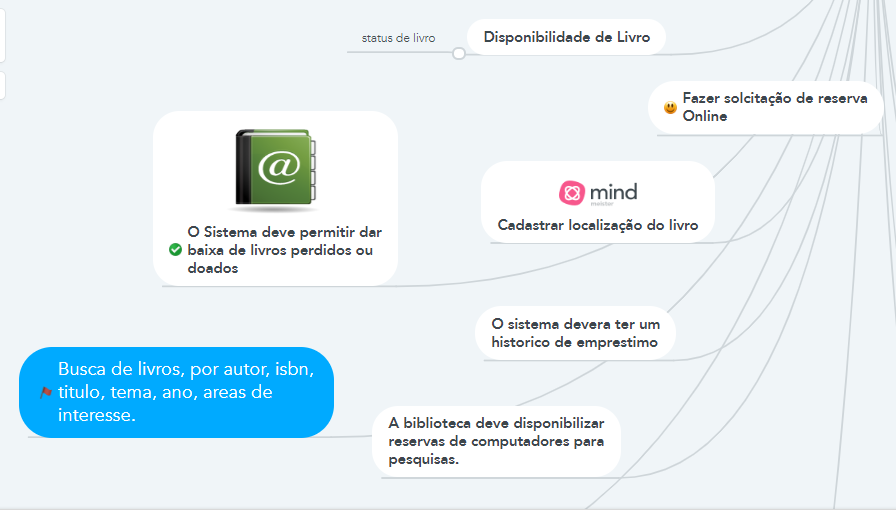 status de livro
Disponibilidade de Livro
Fazer solcitação de reserva
Online
@
O Sistema deve permitir dar
baixa de livros perdidos ou
doados
mind
meister
Cadastrar localização do livro
O sistema devera ter um
historico de emprestimo
Busca de livros, por autor, isbn,
titulo, tema, ano, areas de
interesse.
A biblioteca deve disponibilizar
reservas de computadores para
pesquisas.